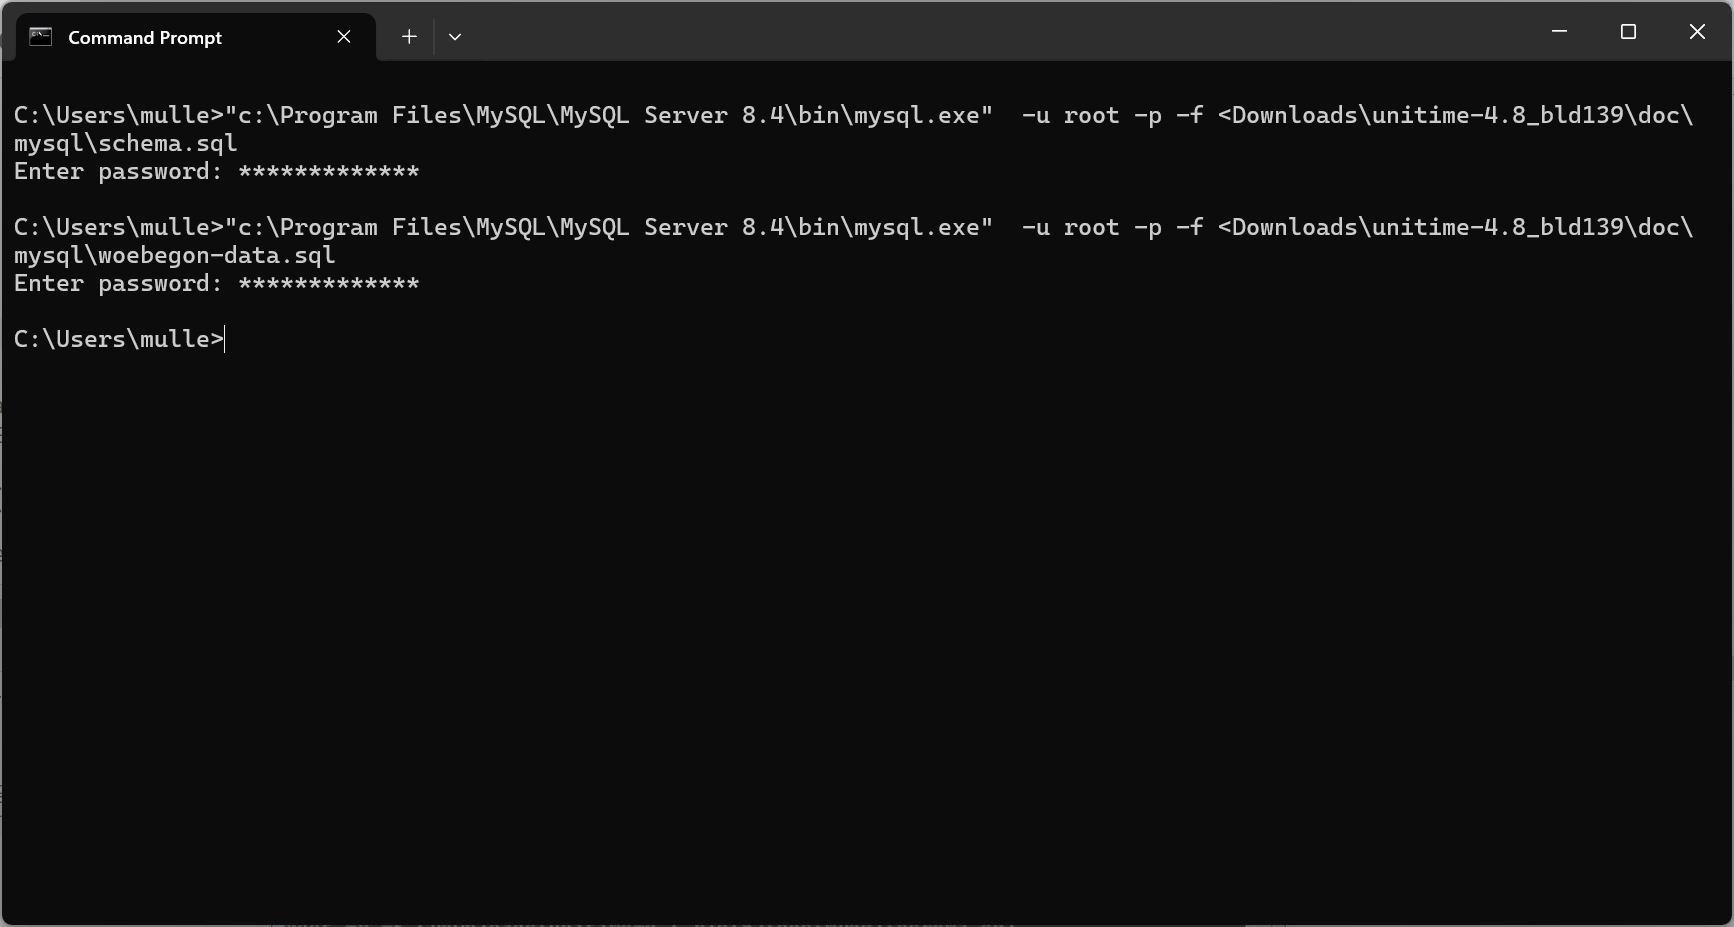 Command Prompt
C:\Users\mulle>"c:\Program Files\MySQL\MySQL Server 8.4\bin\mysql.exe"  -u root -p -f <Downloads\unitime-4.8_bld139\doc\
mysql\schema.sql
Enter password: *************
C:\Users\mulle>"c:\Program Files\MySQL\MySQL Server 8.4\bin\mysql.exe"  -u root -p -f <Downloads\unitime-4.8_bld139\doc\
mysql\woebegon-data.sql
Enter password: *************
C:\Users\mulle>